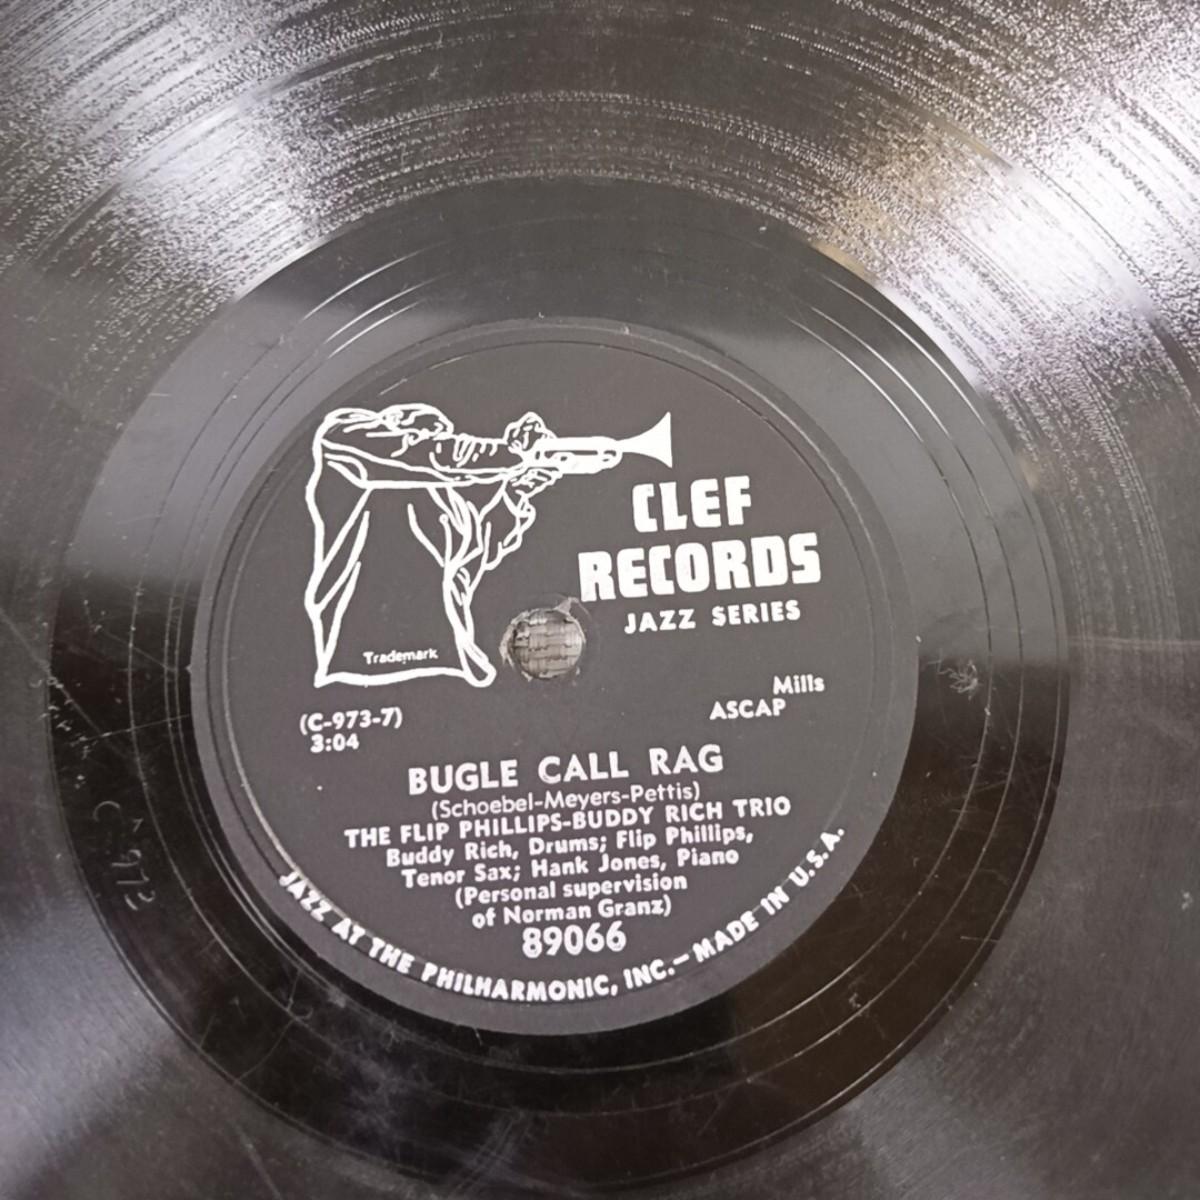 CLEF
RECORDS
JAZZ SERIES
Trademark
(C-973-7)
3:04
Mills
ASCAP
BUGLE CALL RAG
(Schoebel-Meyers-Pettis)
THE FLIP PHILLIPS-BUDDY RICH TRIO
Buddy Rich, Drums; Flip Phillips,
Tenor Sax; Hank Jones, Piano
(Personal supervision
of Norman Granz)
89066
JAZZ AT THE PHILHARMONIC, INC.— MADE IN U.S.A.
C-973